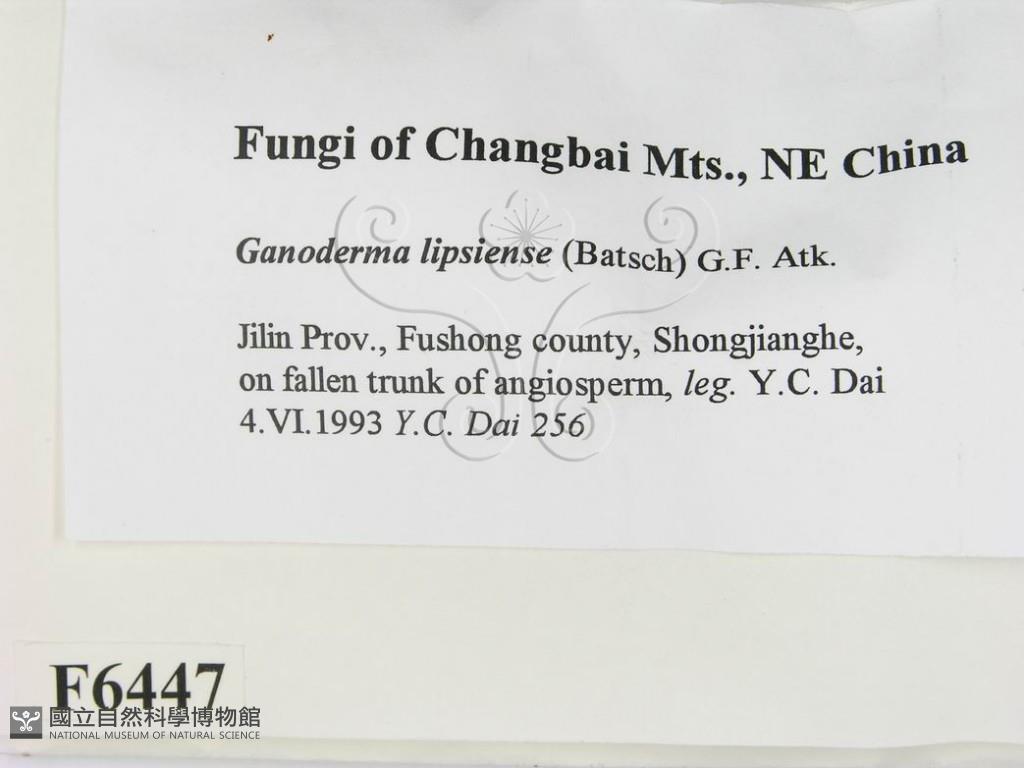 Fungi of Changbai Mts., NE China
Ganoderma lipsiense (Batsch) G.F. Atk.
Jilin Prov., Fushong county, Shongjianghe,
on fallen trunk of angiosperm, leg. Y.C. Dai
4.VI.1993 Y.C. Dai 256
F6447
國立自然科學博物館
NATIONAL MUSEUM OF NATURAL SCIENCE